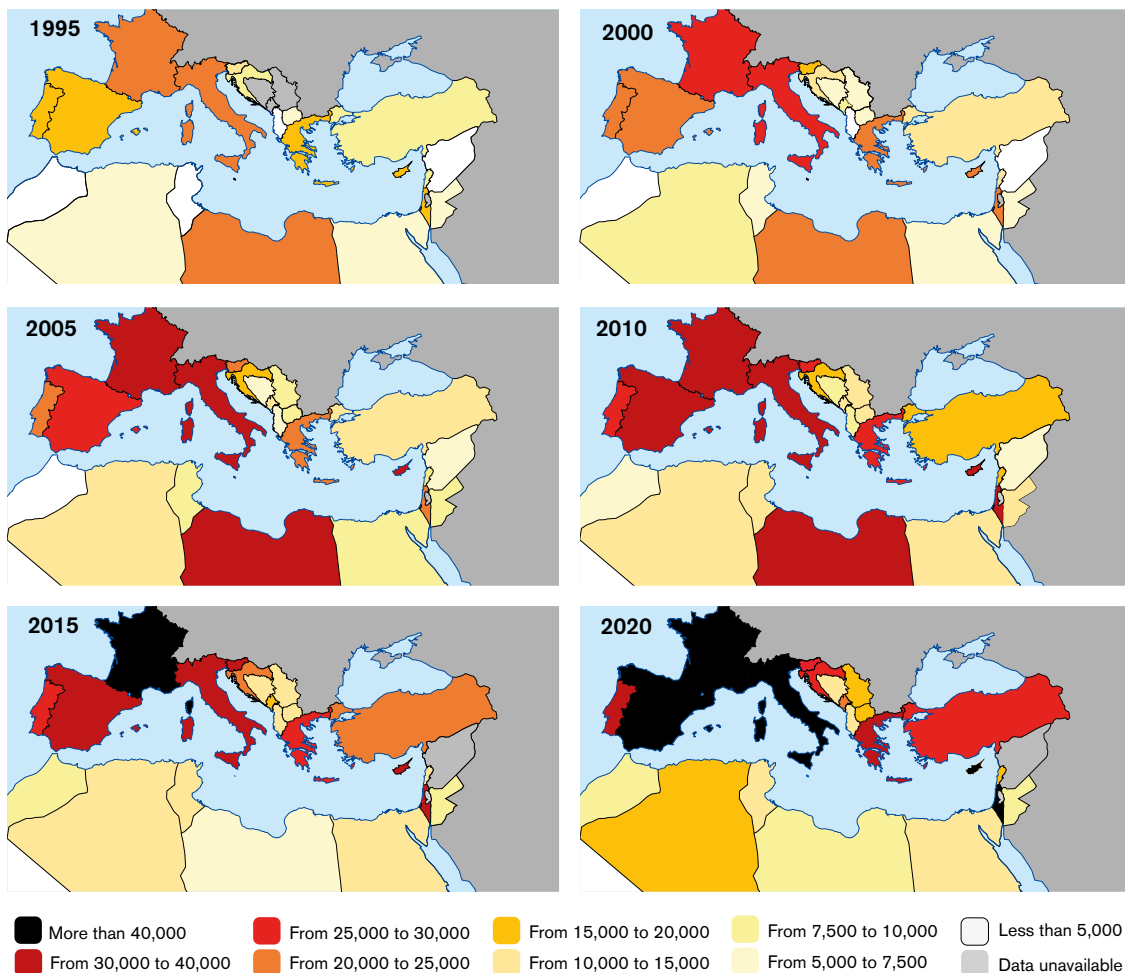 1995
2000
2005
2010
2015
2020
More than 40,000
From 25,000 to 30,000
From 15,000 to 20,000
From 7,500 to 10,000
Less than 5,000
From 30,000 to 40,000
From 20,000 to 25,000
From 10,000 to 15,000
From 5,000 to 7,500
Data unavailable